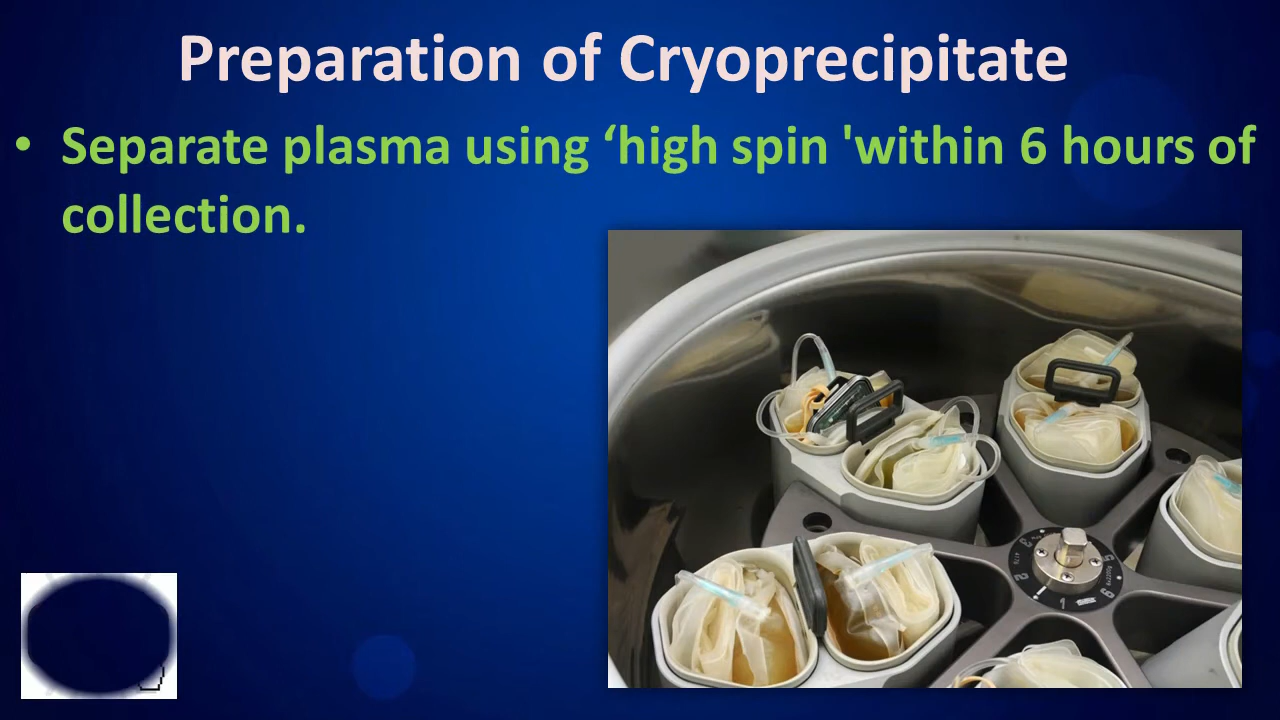 Preparation of Cryoprecipitate
• Separate plasma using ‘high spin 'within 6 hours of
collection.